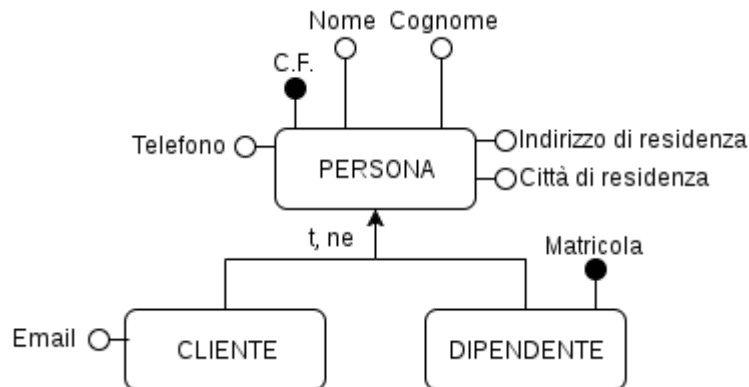 Nome Cognome
C.F.
Telefono
Indirizzo di residenza
PERSONA
Città di residenza
t, ne
Matricola
Email
CLIENTE
DIPENDENTE